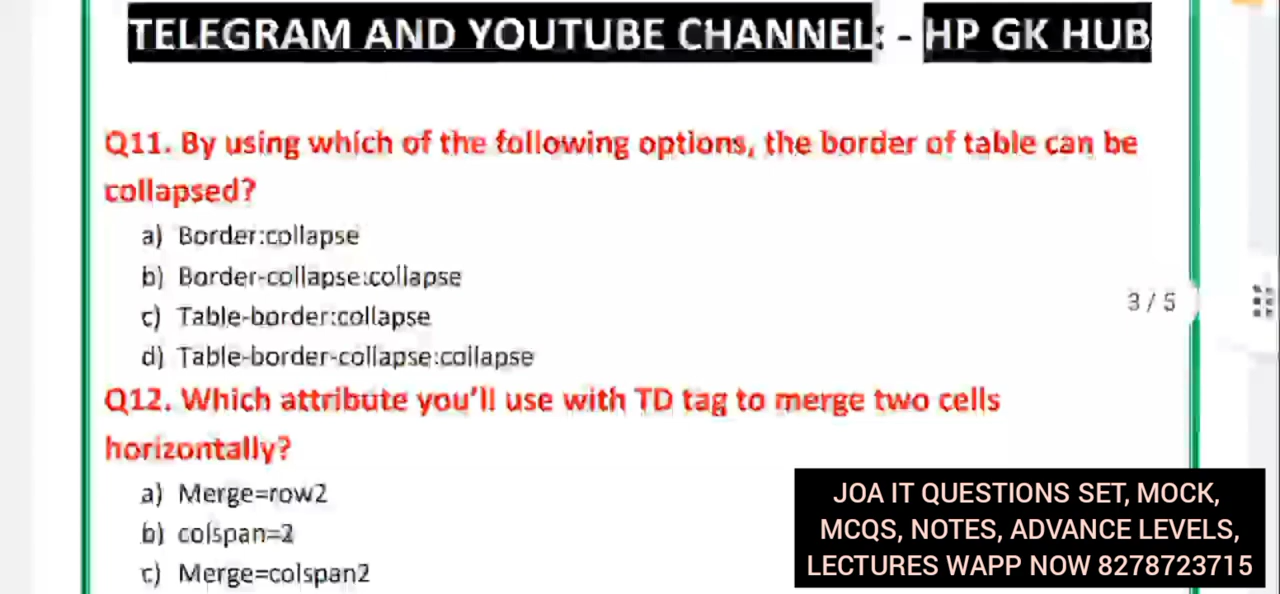 TELEGRAM AND YOUTUBE CHANNEL: - HP GK HUB
Q11. By using which of the following options, the border of table can be
collapsed?
a) Border:collapse
b) Border-collapse:collapse
c) Table-border:collapse
d) Table-border-collapse:collapse
3 / 5
Q12. Which attribute you'll use with TD tag to merge two cells
horizontally?
a) Merge=row2
b) colspan=2
c) Merge=colspan2
JOA IT QUESTIONS SET, MOCK,
MCQS, NOTES, ADVANCE LEVELS,
LECTURES WAPP NOW 8278723715